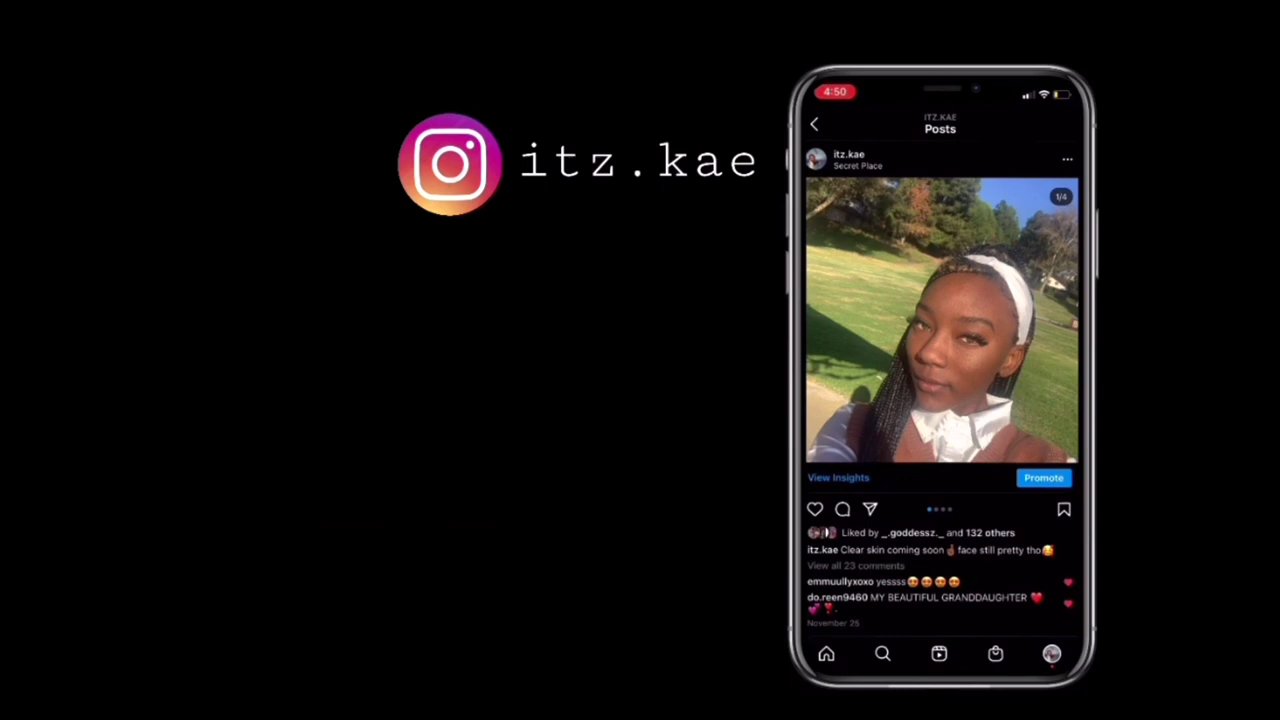 itz.kae
4:50
ITZ.KAE
Posts
itz.kae
Secret Place
1/4
View Insights
Promote
Liked by _.goddessz._ and 132 others
itz.kae Clear skin coming soon🤞🏾face still pretty tho🥰
View all 23 comments
emmuullyxoxo yessss😍😍😍😍
do.reen9460 MY BEAUTIFUL GRANDDAUGHTER ❤️
💕❣️.
November 25